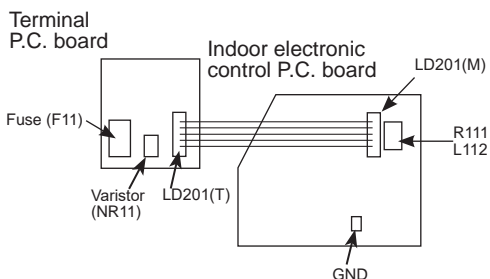 Terminal
P.C. board
Indoor electronic
control P.C. board
LD201(M)
Fuse (F11)
R111
L112
Varistor
(NR11)
LD201(T)
GND